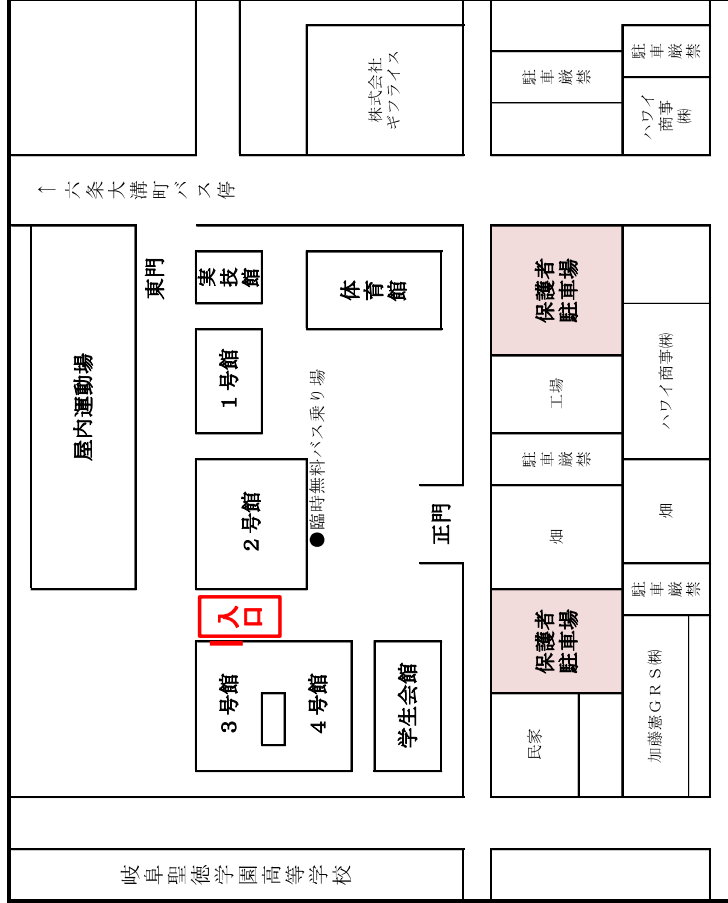 岐阜聖徳学園高等学校
屋内運動場
東門
↑六条大溝町バス停
３号館
４号館
入口
２号館
１号館
実技館
●臨時無料バス乗り場
学生会館
正門
体育館
株式会社
ギフライス
民家
保護者
駐車場
畑
駐車厳禁
工場
保護者
駐車場
駐車厳禁
加藤憲ＧＲＳ㈱
駐車厳禁
畑
ハワイ商事㈱
ハワイ
商事
㈱
駐車
厳禁